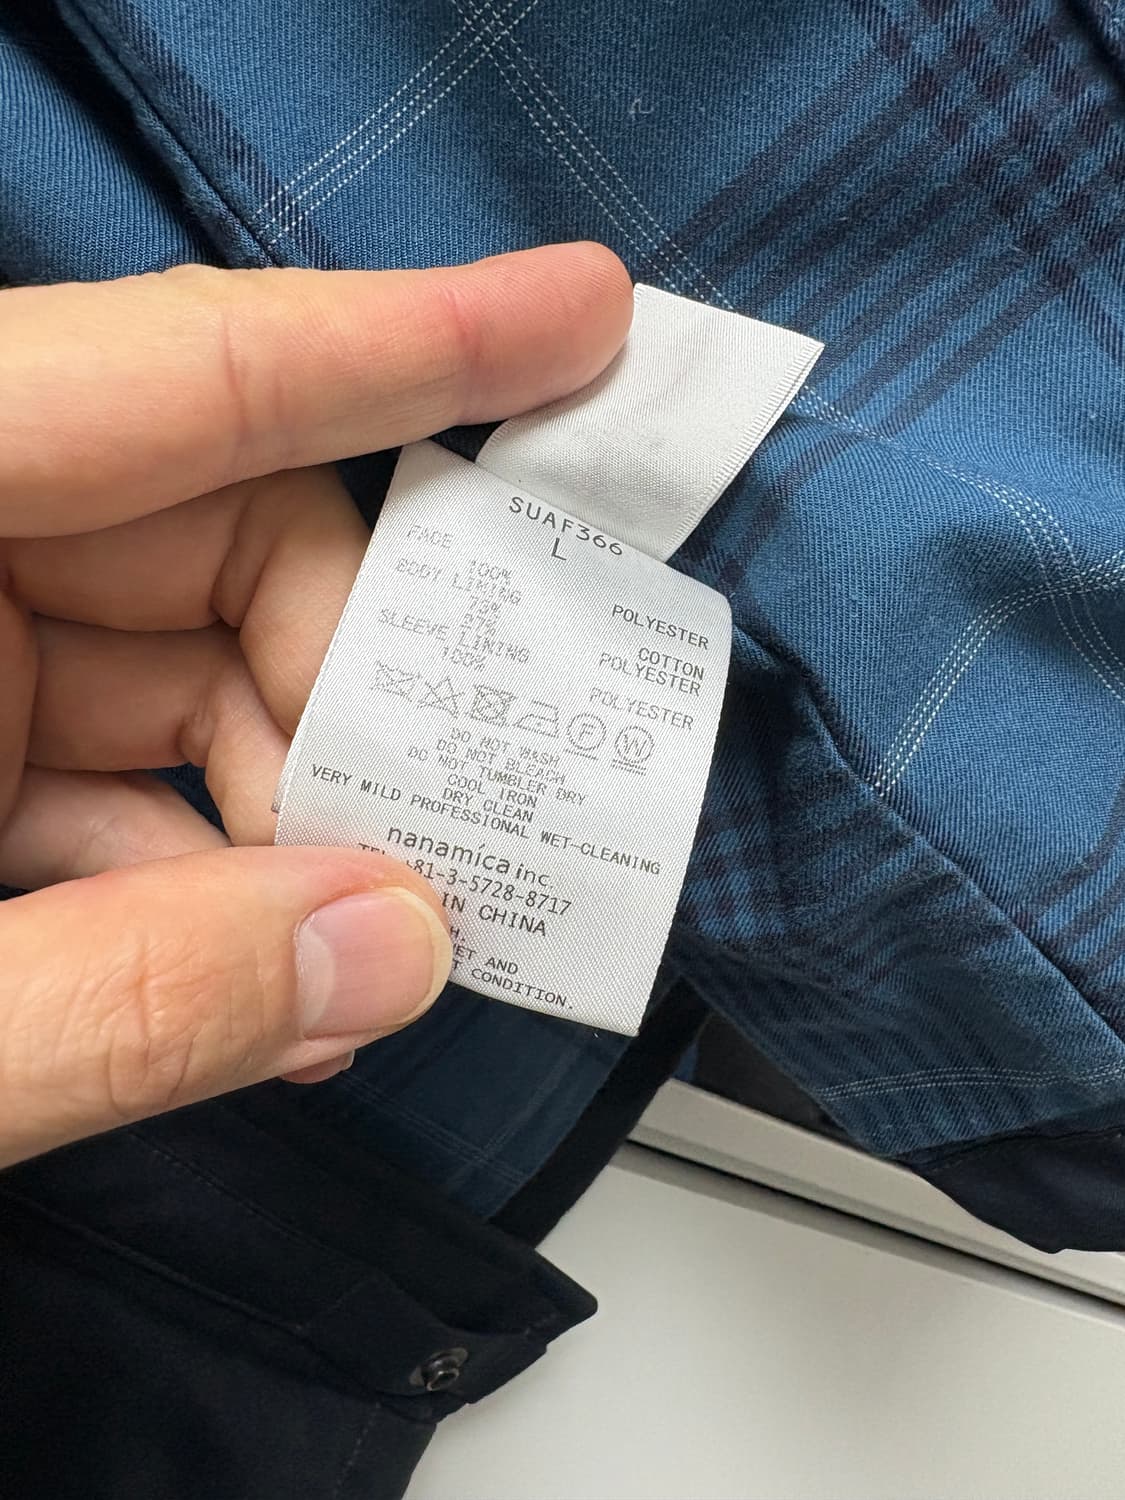 SUAF366
L
FACE
100% POLYESTER
BODY LINING
73% COTTON
27% POLYESTER
SLEEVE LINING
100% POLYESTER
F W
DO NOT WASH
DO NOT BLEACH
DO NOT TUMBLER DRY
COOL IRON
DRY CLEAN
VERY MILD PROFESSIONAL WET-CLEANING
nanamica inc.
+81-3-5728-8717
IN CHINA
AND
CONDITION.